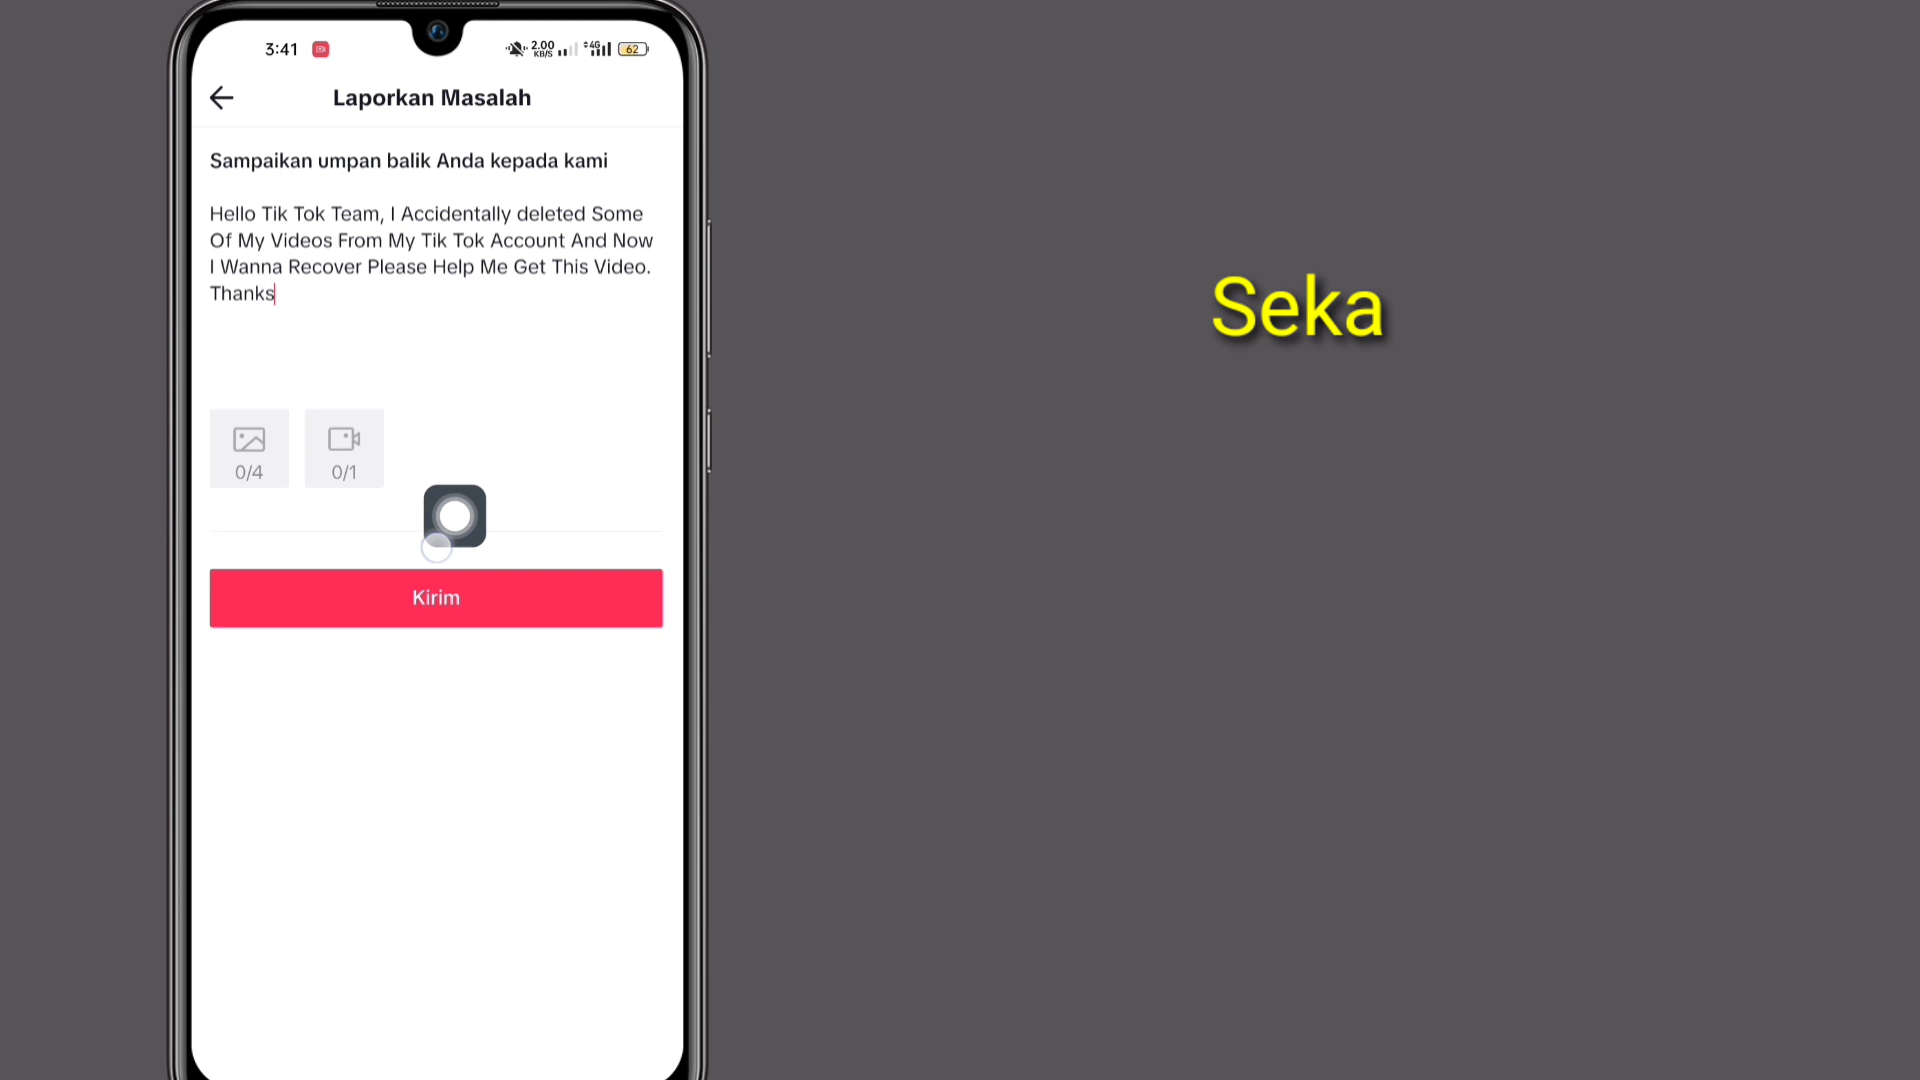 3:41
2.00
KB/S
4G
62
Laporkan Masalah
Sampaikan umpan balik Anda kepada kami
Hello Tik Tok Team, I Accidentally deleted Some
Of My Videos From My Tik Tok Account And Now
I Wanna Recover Please Help Me Get This Video.
Thanks
0/4
0/1
Kirim
Seka